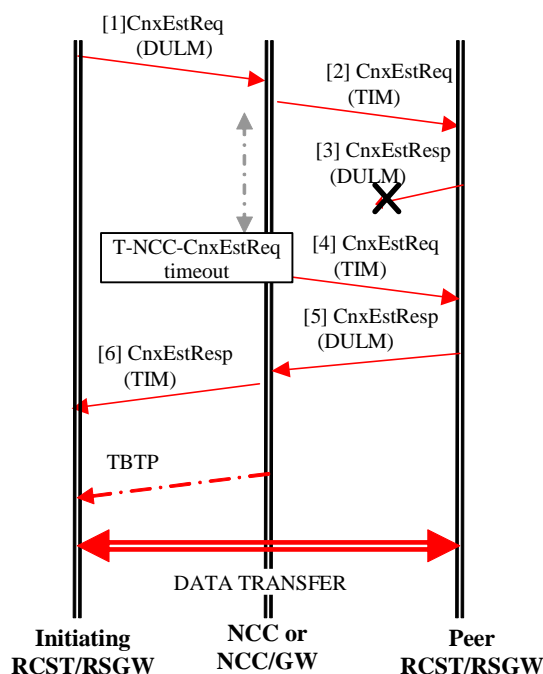 [1]CnxEstReq
(DULM)
[2] CnxEstReq
(TIM)
[3] CnxEstResp
(DULM)
T-NCC-CnxEstReq
timeout
[4] CnxEstReq
(TIM)
[5] CnxEstResp
(DULM)
[6] CnxEstResp
(TIM)
TBTP
DATA TRANSFER
Initiating
RCST/RSGW
NCC or
NCC/GW
Peer
RCST/RSGW